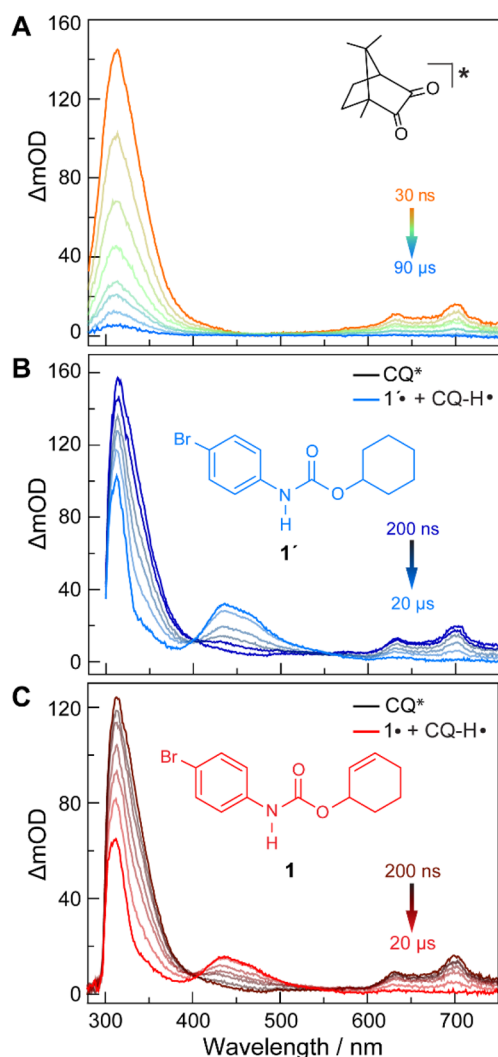 A
160
120
80
40
0
ΔmOD
*
O
O
30 ns
90 µs
B
160
120
80
40
0
ΔmOD
CQ*
1´• + CQ-H•
Br
O
N
H
O
1´
200 ns
20 µs
C
120
80
40
0
ΔmOD
CQ*
1• + CQ-H•
Br
O
N
H
O
1
200 ns
20 µs
300 400 500 600 700
Wavelength / nm